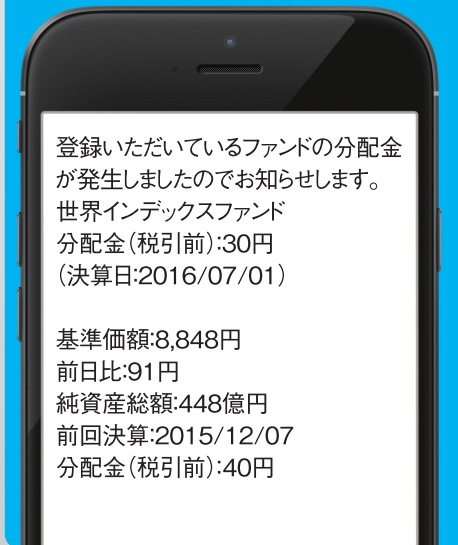 登録いただいているファンドの分配金
が発生しましたのでお知らせします。
世界インデックスファンド
分配金（税引前）:30円
（決算日:2016/07/01）
基準価額:8,848円
前日比:91円
純資産総額:448億円
前回決算:2015/12/07
分配金（税引前）:40円